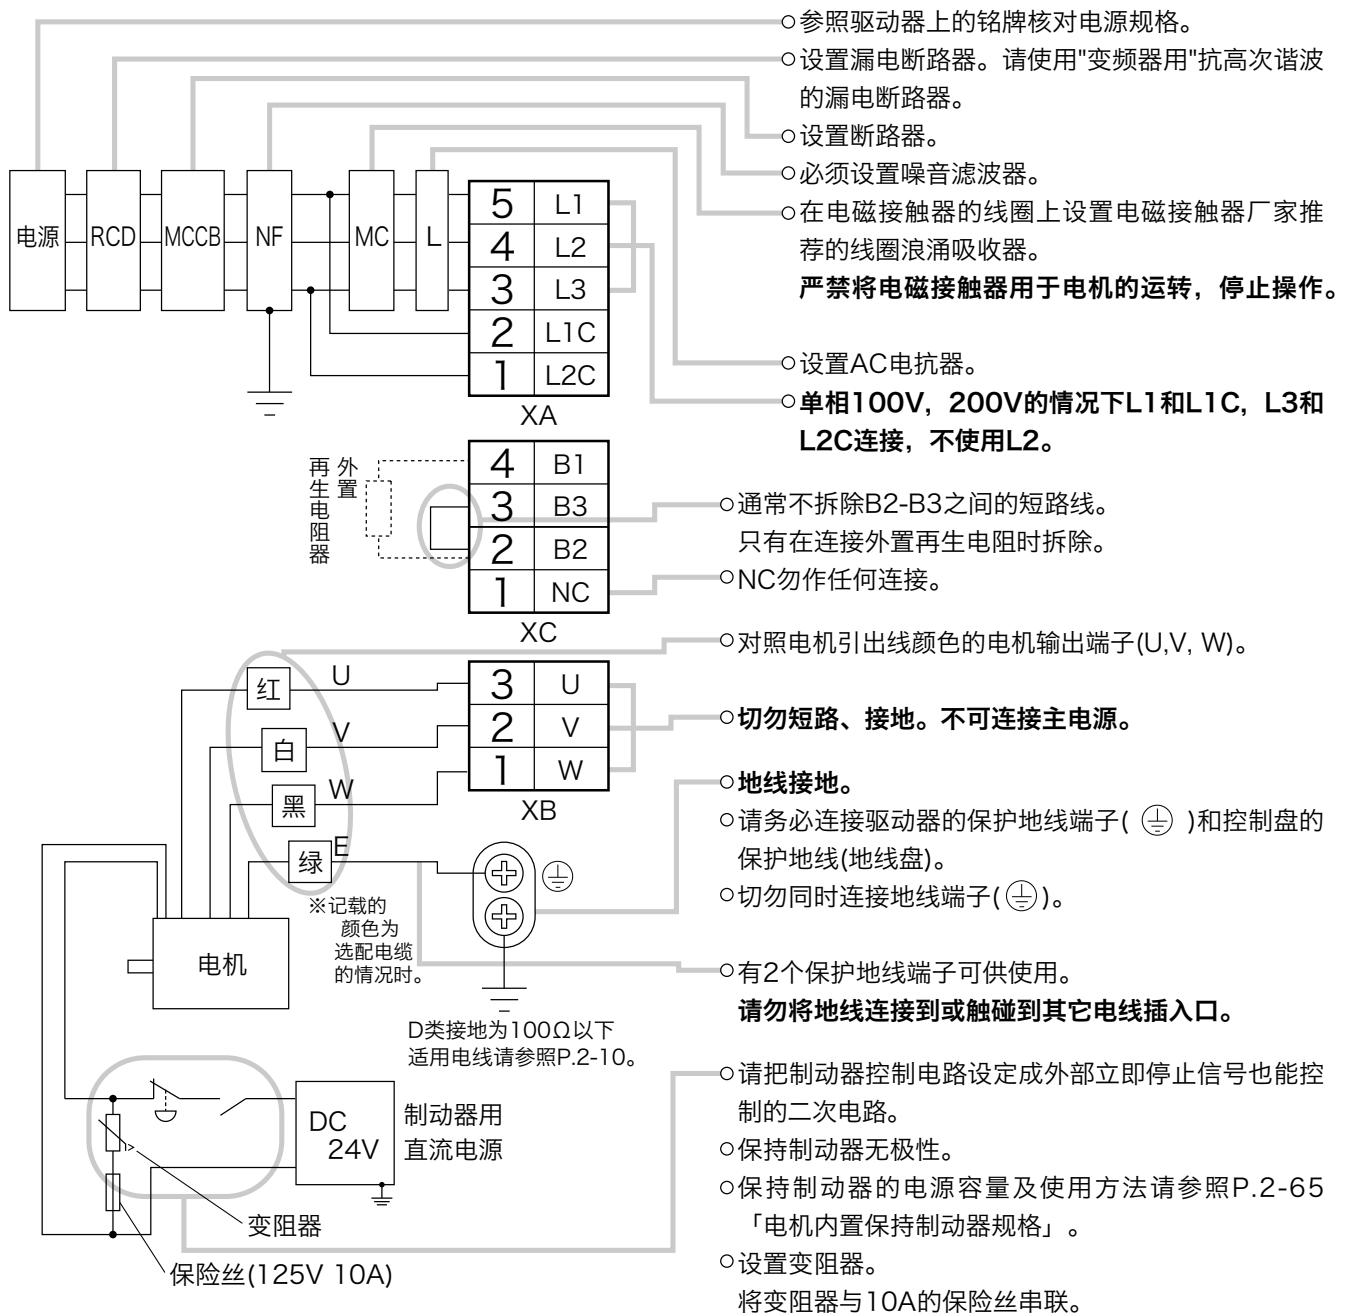 参照驱动器上的铭牌核对电源规格。
设置漏电断路器。请使用"变频器用"抗高次谐波
的漏电断路器。
设置断路器。
必须设置噪音滤波器。
在电磁接触器的线圈上设置电磁接触器厂家推
荐的线圈浪涌吸收器。
严禁将电磁接触器用于电机的运转，停止操作。
设置AC电抗器。
单相100V，200V的情况下L1和L1C，L3和
L2C连接，不使用L2。
电源
RCD
MCCB
NF
MC
L
5 L1
4 L2
3 L3
2 L1C
1 L2C
XA
外置
再生电阻器
4 B1
3 B3
2 B2
1 NC
XC
通常不拆除B2-B3之间的短路线。
只有在连接外置再生电阻时拆除。
NC勿作任何连接。
对照电机引出线颜色的电机输出端子(U,V, W)。
红 U
白 V
黑 W
绿 E
3 U
2 V
1 W
XB
切勿短路、接地。不可连接主电源。
地线接地。
请务必连接驱动器的保护地线端子( )和控制盘的
保护地线(地线盘)。
切勿同时连接地线端子( )。
※记载的
颜色为
选配电缆
的情况时。
电机
有2个保护地线端子可供使用。
请勿将地线连接到或触碰到其它电线插入口。
D类接地为100Ω以下
适用电线请参照P.2-10。
请把制动器控制电路设定成外部立即停止信号也能控
制的二次电路。
保持制动器无极性。
保持制动器的电源容量及使用方法请参照P.2-65
「电机内置保持制动器规格」。
设置变阻器。
将变阻器与10A的保险丝串联。
DC
24V
制动器用
直流电源
变阻器
保险丝(125V 10A)